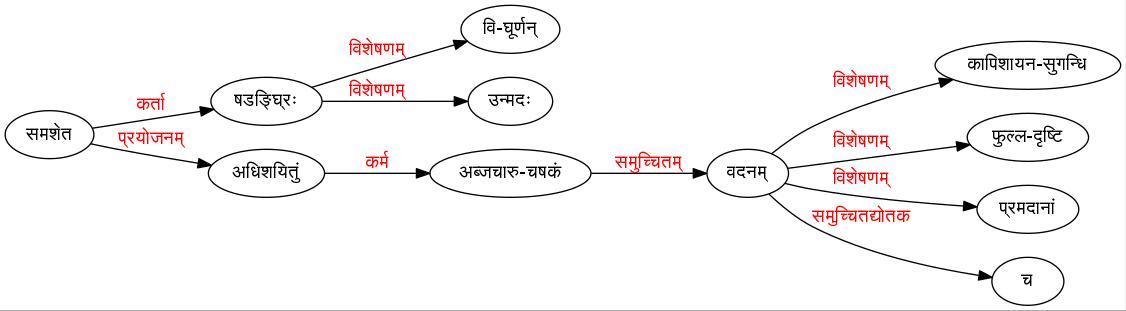 वि-घूर्णन्
विशेषणम्
कापिशायन-सुगन्धि
विशेषणम्
विशेषणम्
कर्ता
षडङ्घ्रिः
उन्मदः
समशेत
प्रयोजनम्
विशेषणम्
फुल्ल-दृष्टि
समुच्चितम्
कर्म
अधिशयितुं
अब्जचारु-चषकं
वदनम्
विशेषणम्
प्रमदानां
समुच्चितद्योतक
च